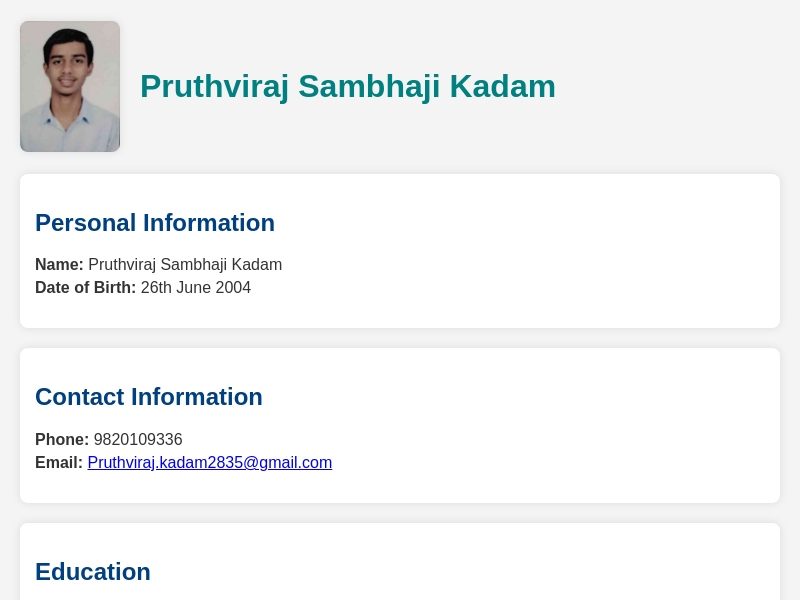 Pruthviraj Sambhaji Kadam
Personal Information
Name: Pruthviraj Sambhaji Kadam
Date of Birth: 26th June 2004
Contact Information
Phone: 9820109336
Email: Pruthviraj.kadam2835@gmail.com
Education